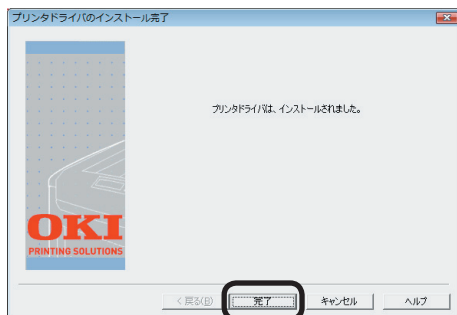 プリンタドライバのインストール完了
プリンタドライバは、インストールされました。
OKI
PRINTING SOLUTIONS
< 戻る(B)
完了
キャンセル
ヘルプ